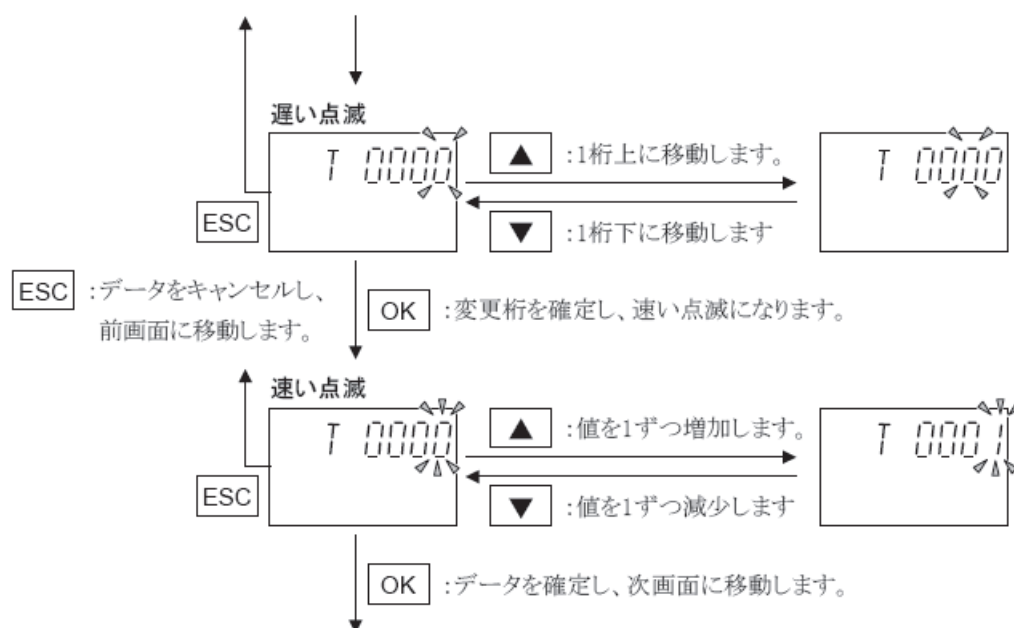 遅い点滅
T 0000
▲ :1桁上に移動します。
T 0000
ESC
▼ :1桁下に移動します
ESC :データをキャンセルし、
前画面に移動します。
OK :変更桁を確定し、速い点滅になります。
速い点滅
T 0000
▲ :値を1ずつ増加します。
T 0001
ESC
▼ :値を1ずつ減少します
OK :データを確定し、次画面に移動します。